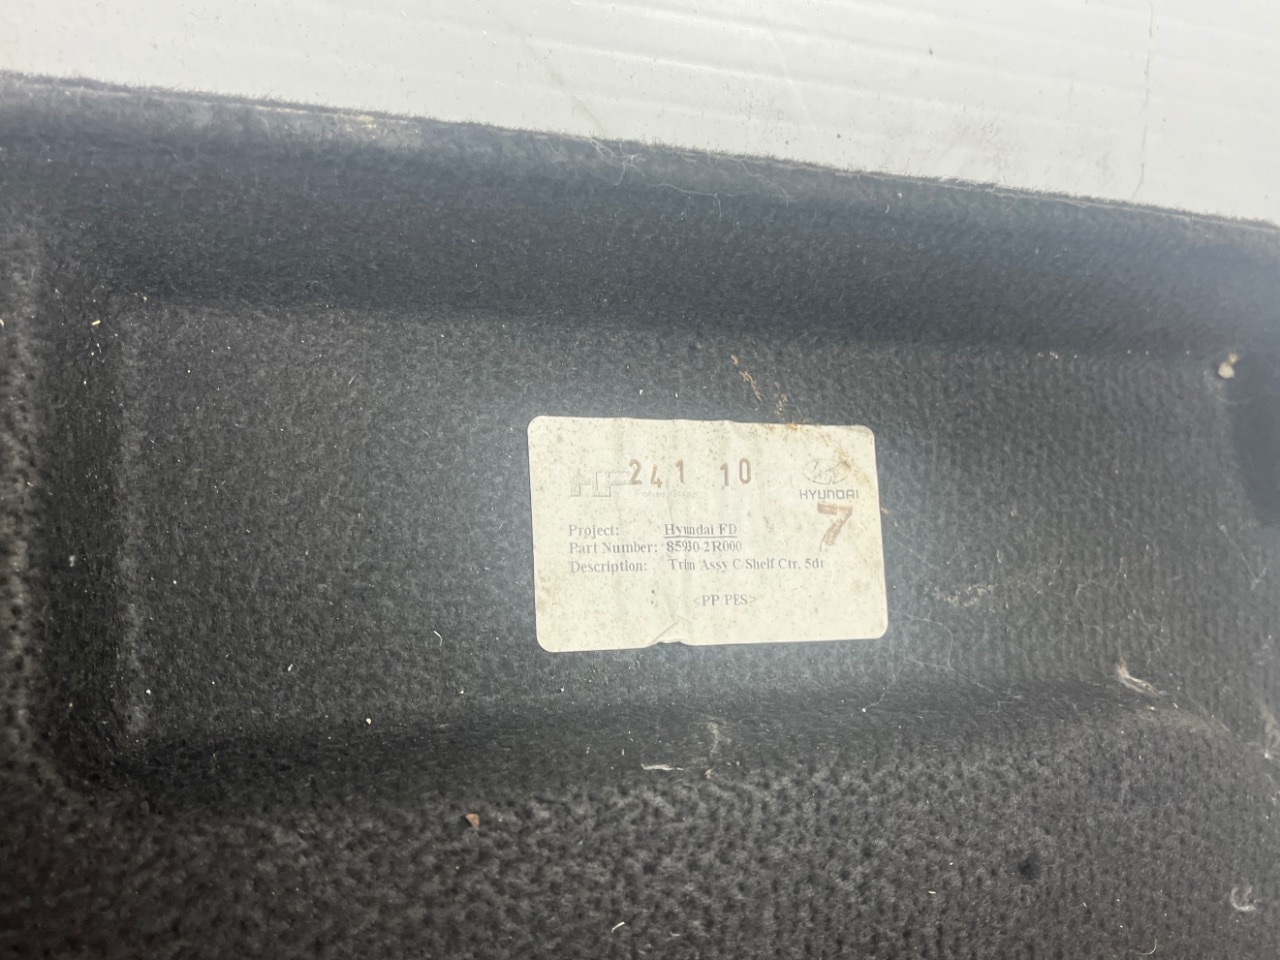 241 10
HYUNDAI
7
Project: Hyundai FD
Part Number: 85930-2R000
Description: Trim Assy C/Shelf Ctr, 5dr
<PP/PES>